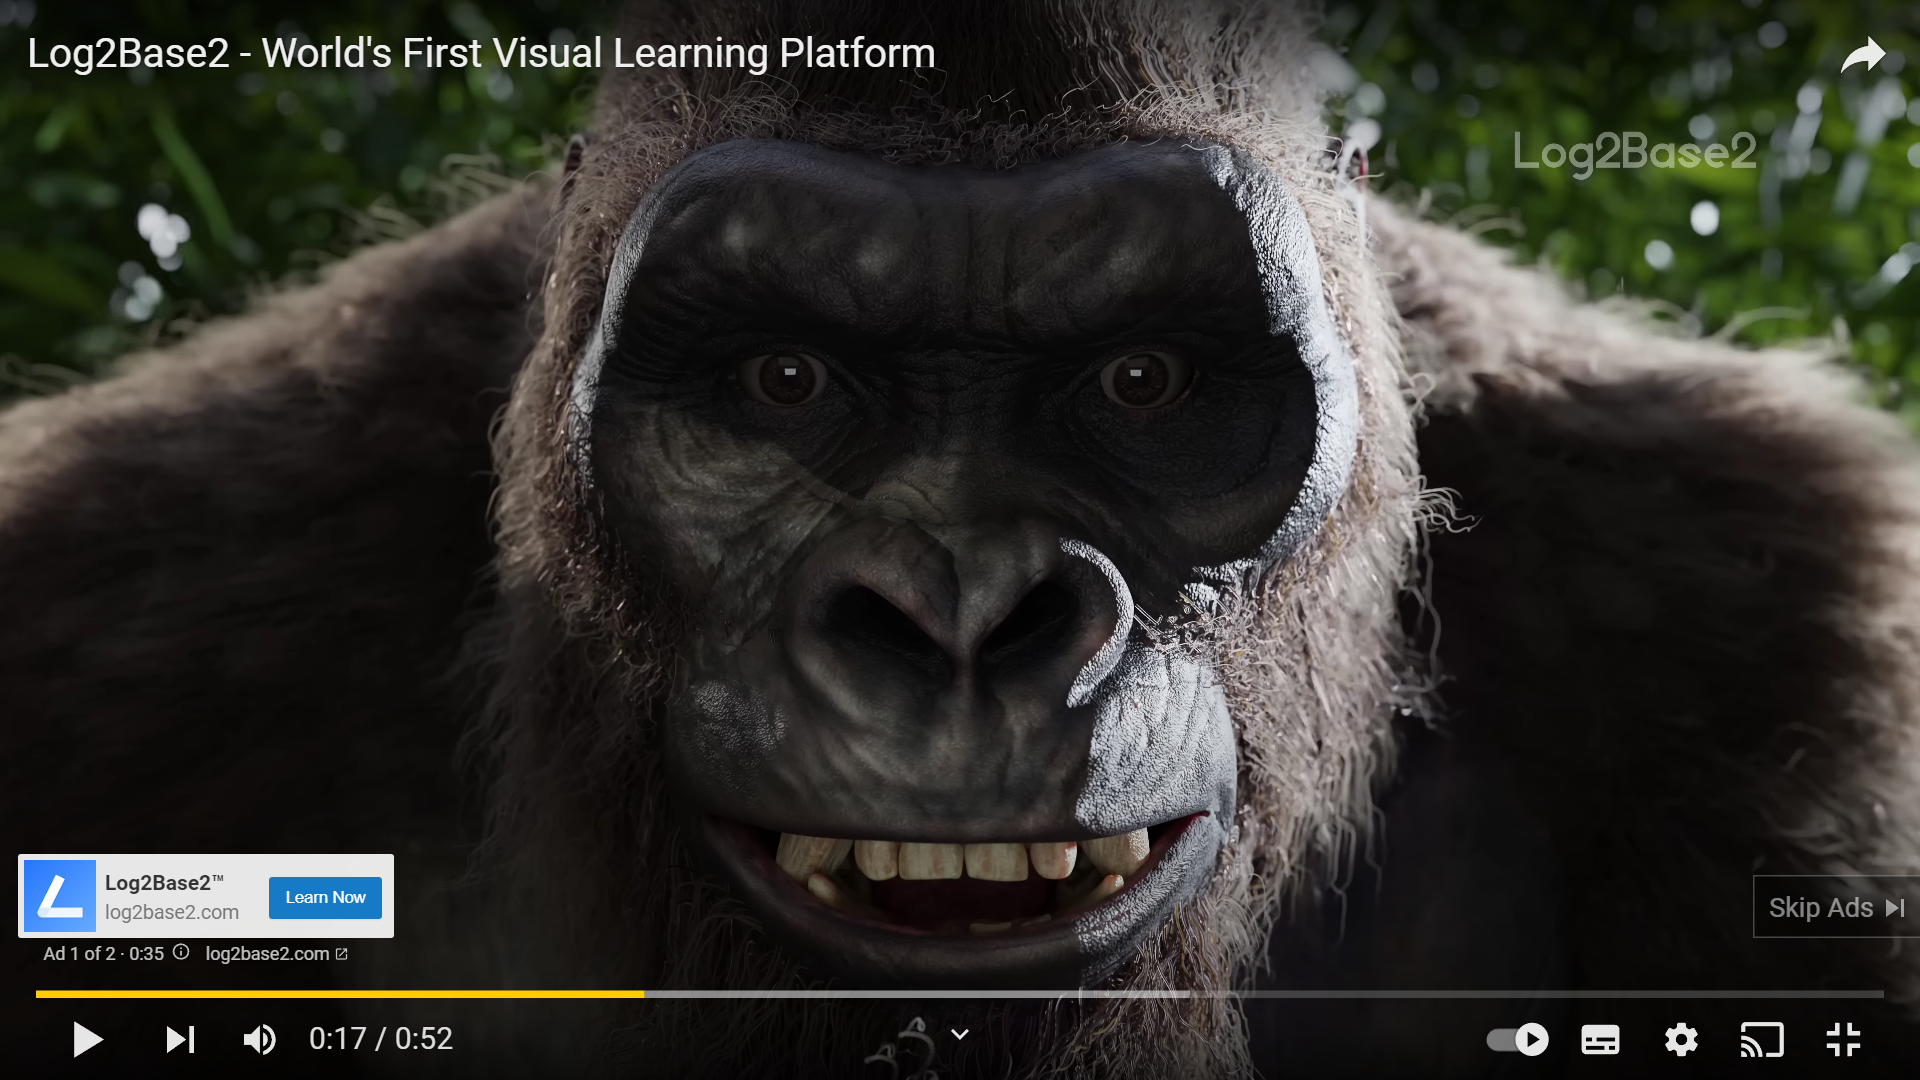 Log2Base2 - World's First Visual Learning Platform
Log2Base2
Log2Base2™
log2base2.com
Learn Now
Skip Ads
Ad 1 of 2 · 0:35
log2base2.com
0:17 / 0:52